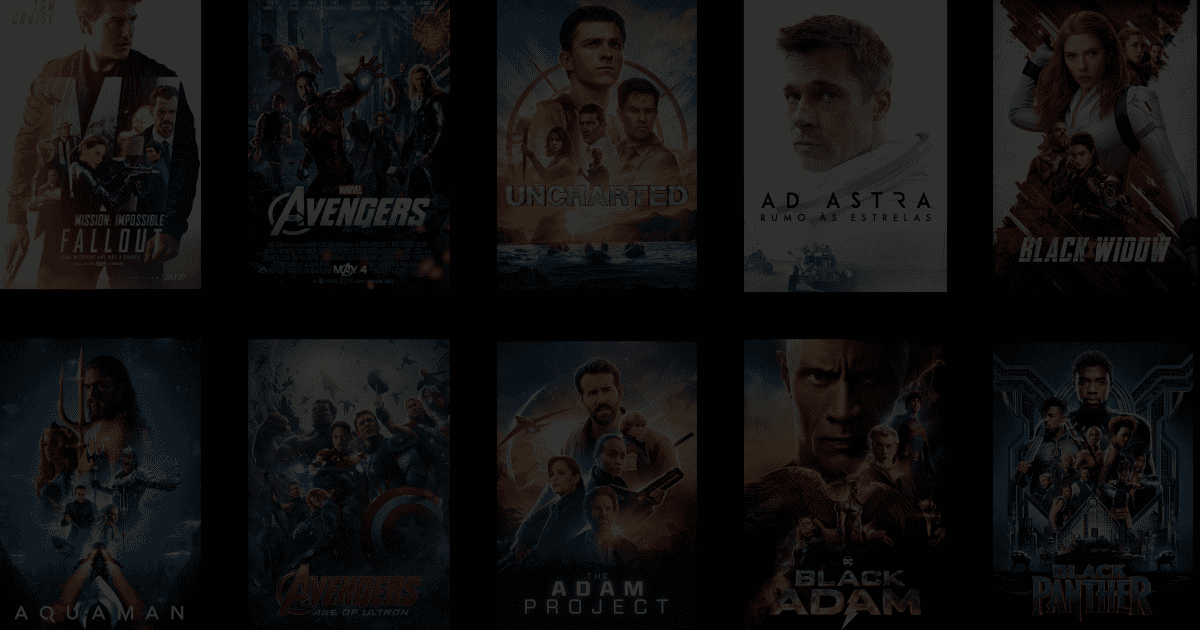 TOM
CRUISE
MISSION: IMPOSSIBLE
FALLOUT
JULY 27
MARVEL
THE
AVENGERS
MAY 4
UNCHARTED
AD ASTRA
RUMO ÀS ESTRELAS
BLACK WIDOW
AQUAMAN
AVENGERS
AGE OF ULTRON
THE
ADAM
PROJECT
DC
BLACK
ADAM
BLACK
PANTHER